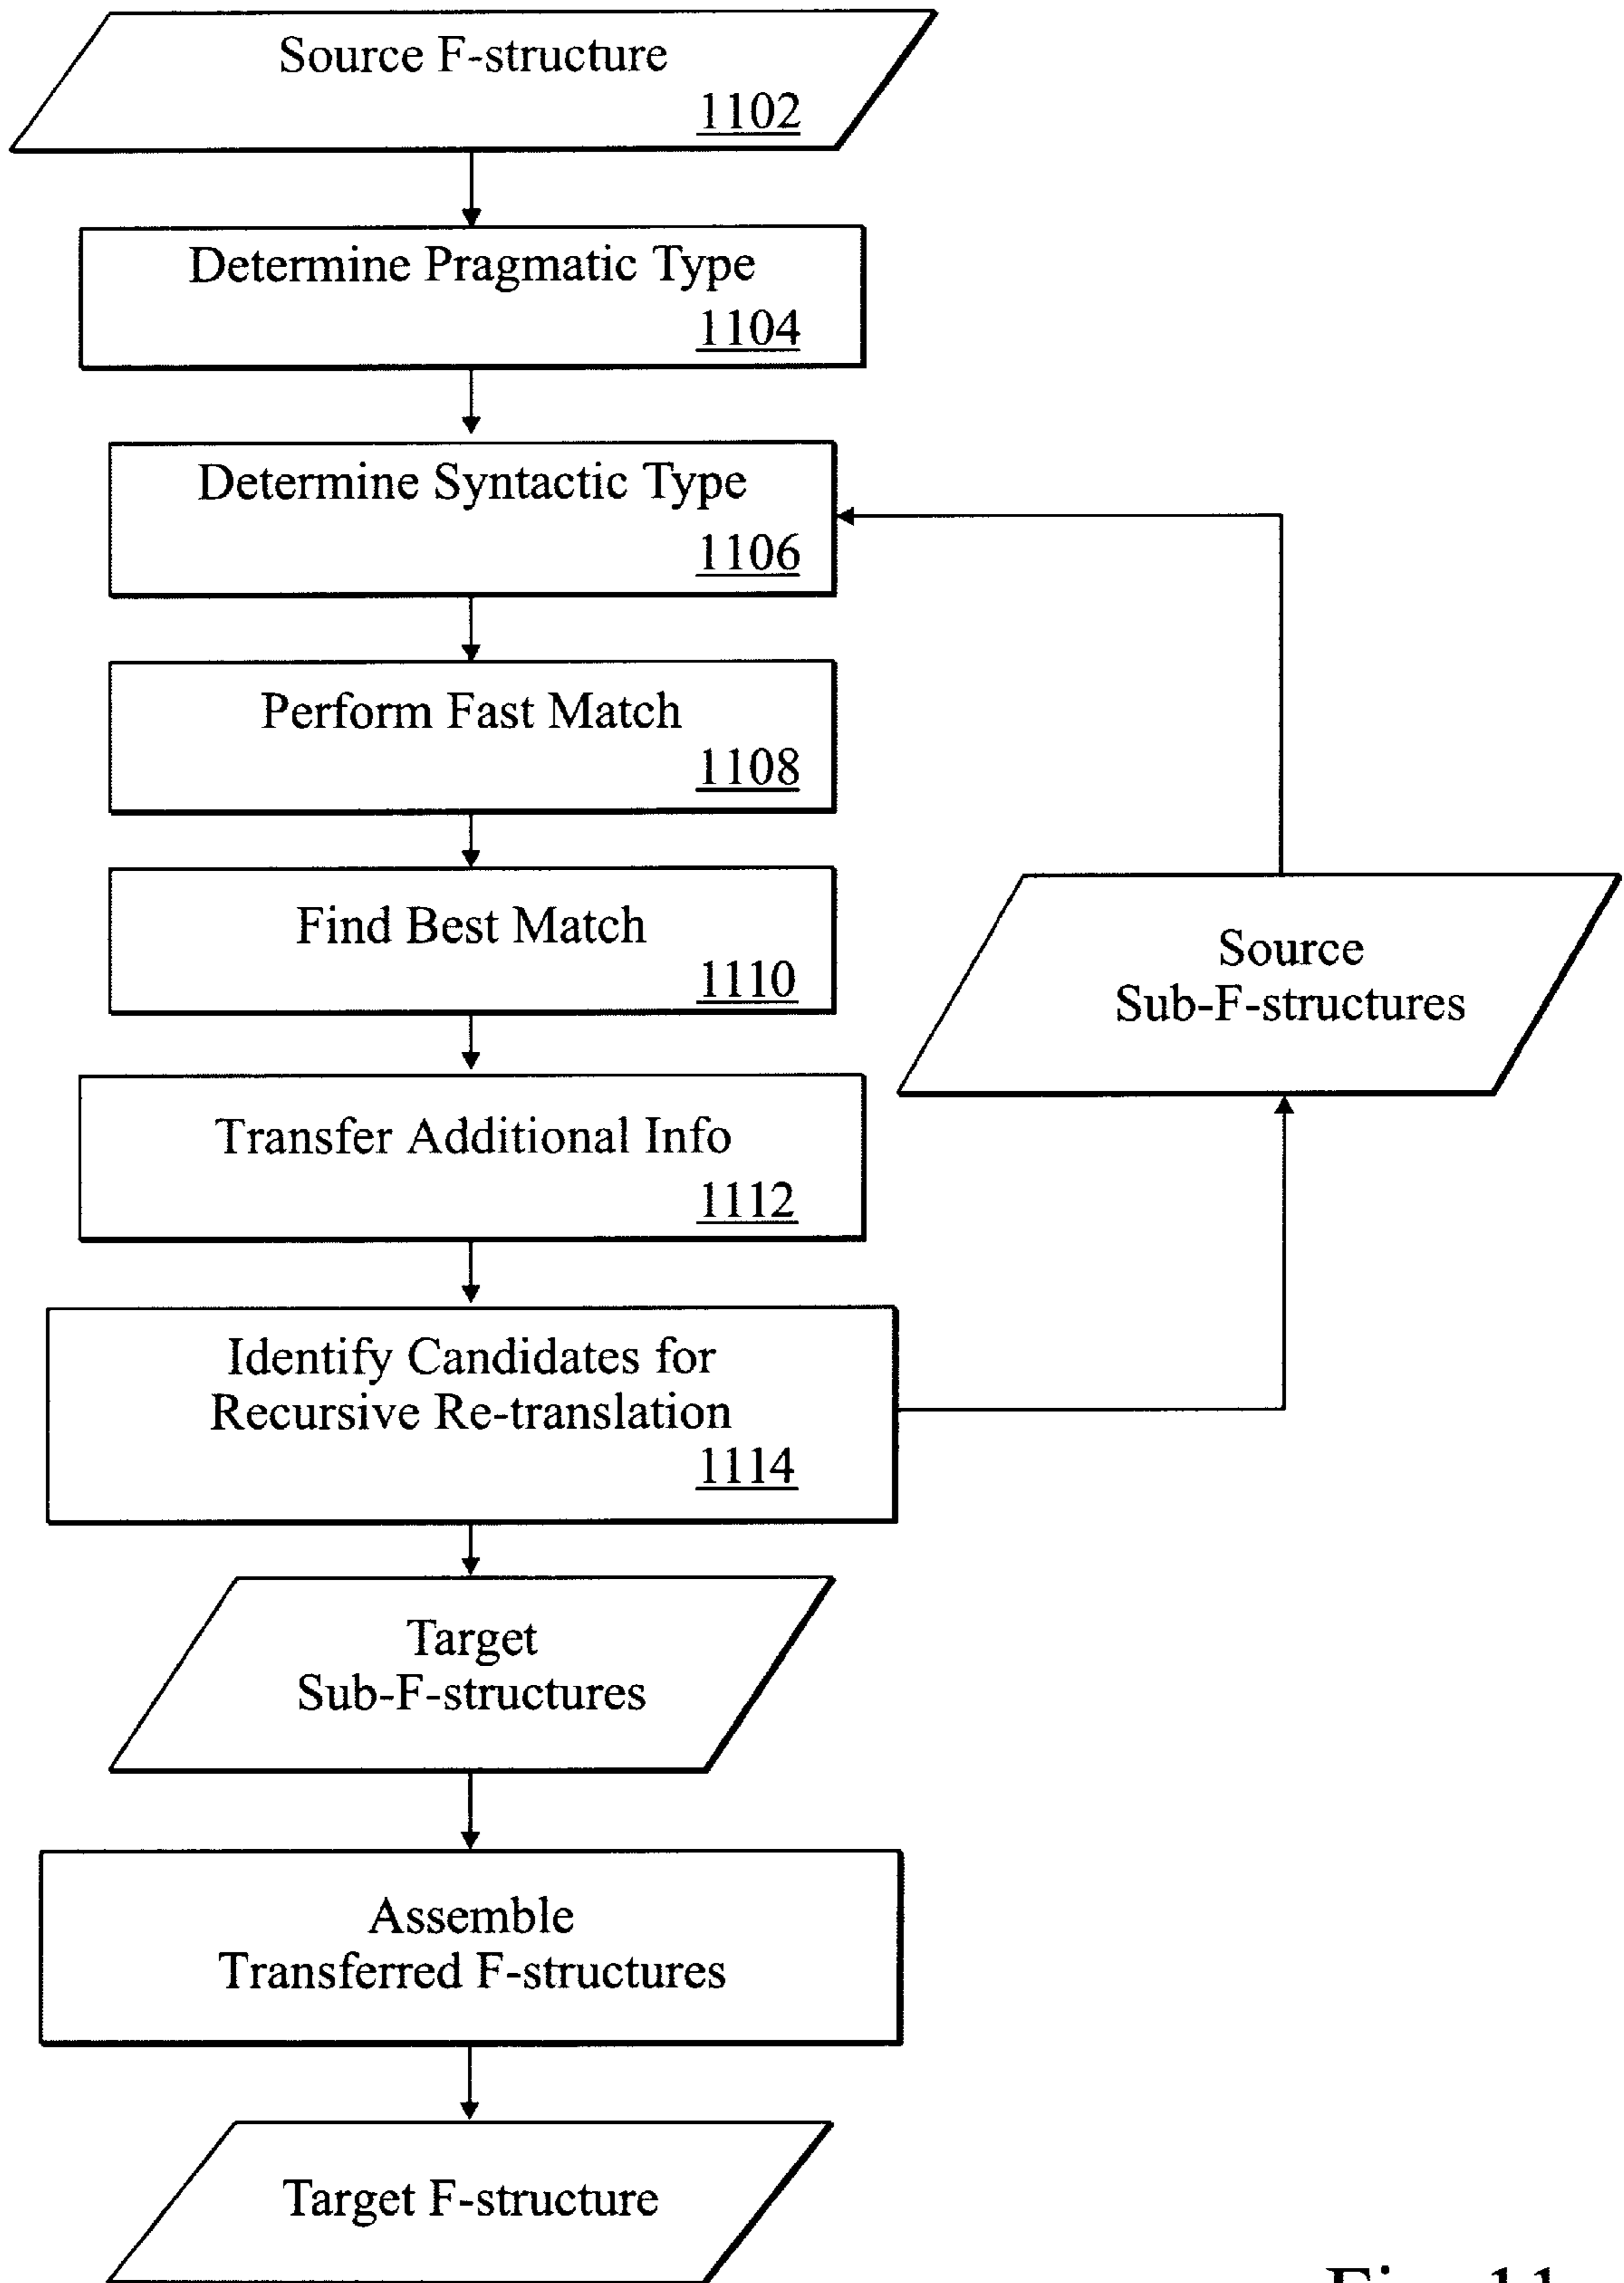 Source F-structure
1102
Determine Pragmatic Type
1104
Determine Syntactic Type
1106
Perform Fast Match
1108
Find Best Match
1110
Source
Sub-F-structures
Transfer Additional Info
1112
Identify Candidates for
Recursive Re-translation
1114
Target
Sub-F-structures
Assemble
Transferred F-structures
Target F-structure
Fig. 11